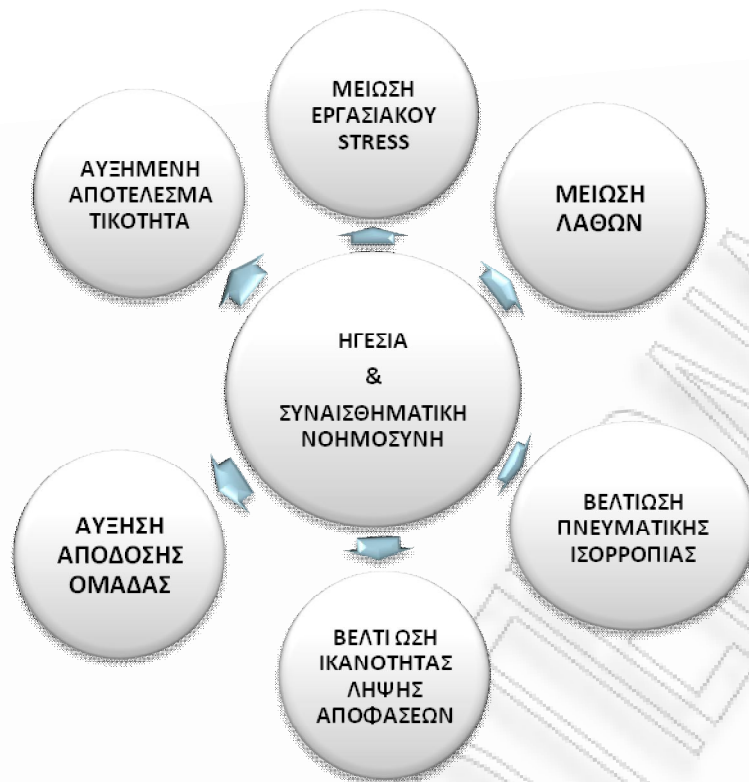 ΜΕΙΩΣΗ
ΕΡΓΑΣΙΑΚΟΥ
STRESS
ΑΥΞΗΜΕΝΗ
ΑΠΟΤΕΛΕΣΜΑ
ΤΙΚΟΤΗΤΑ
ΜΕΙΩΣΗ
ΛΑΘΩΝ
ΗΓΕΣΙΑ
&
ΣΥΝΑΙΣΘΗΜΑΤΙΚΗ
ΝΟΗΜΟΣΥΝΗ
ΑΥΞΗΣΗ
ΑΠΟΔΟΣΗΣ
ΟΜΑΔΑΣ
ΒΕΛΤΙΩΣΗ
ΠΝΕΥΜΑΤΙΚΗΣ
ΙΣΟΡΡΟΠΙΑΣ
ΒΕΛΤΙ ΩΣΗ
ΙΚΑΝΟΤΗΤΑΣ
ΛΗΨΗΣ
ΑΠΟΦΑΣΕΩΝ